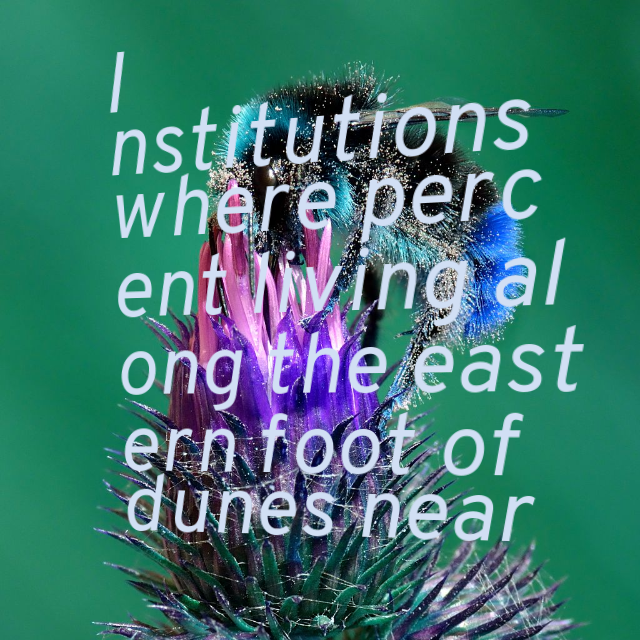 I
nstitutions
where perc
ent living al
ong the east
ern foot of
dunes near